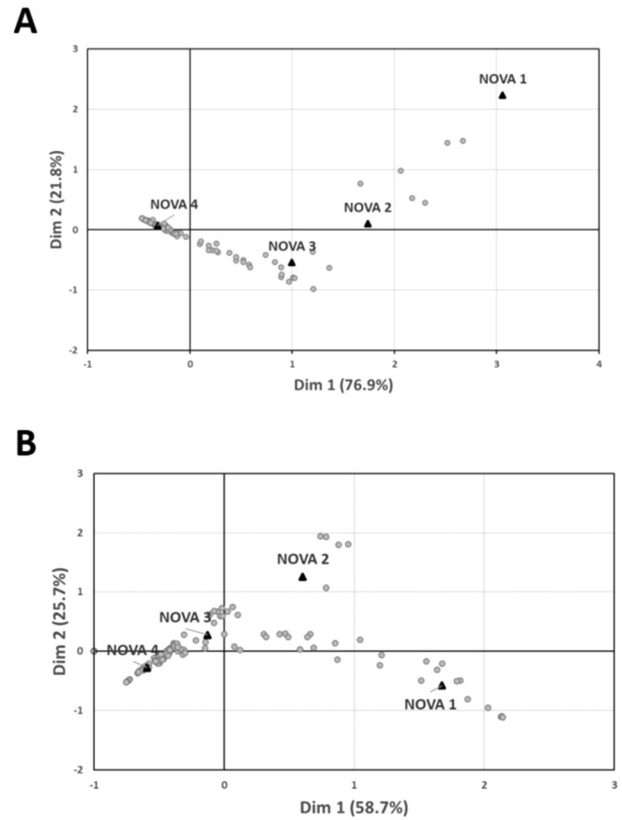 A
3
NOVA 1
2
1
NOVA 4
NOVA 2
0
NOVA 3
-1
-2
-1 0 1 2 3 4
Dim 2 (21.8%)
Dim 1 (76.9%)
B
3
2
NOVA 2
1
NOVA 3
NOVA 4
0
NOVA 1
-1
-2
-1 0 1 2 3
Dim 2 (25.7%)
Dim 1 (58.7%)